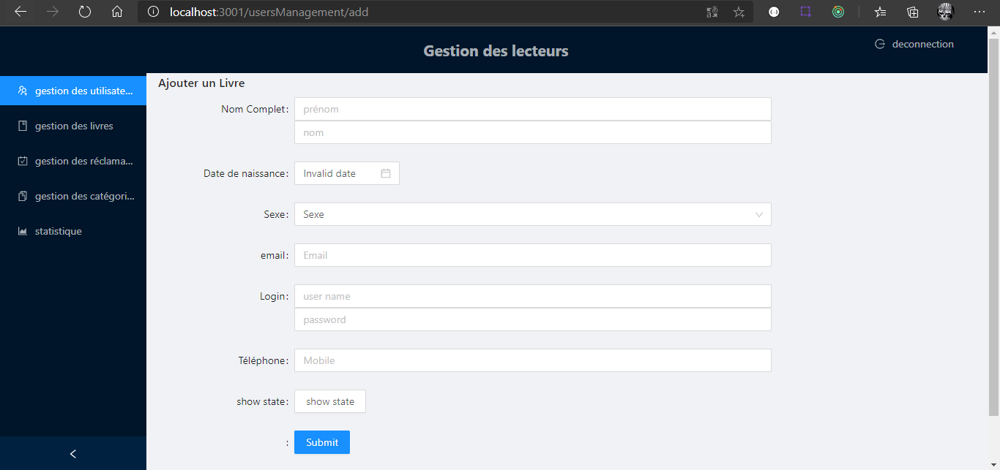 localhost:3001/usersManagement/add
Gestion des lecteurs
deconnection
gestion des utilisate...
gestion des livres
gestion des réclama...
gestion des catégori...
statistique
Ajouter un Livre
Nom Complet: prénom
nom
Date de naissance: Invalid date
Sexe: Sexe
email: Email
Login: user name
password
Téléphone: Mobile
show state: show state
: Submit